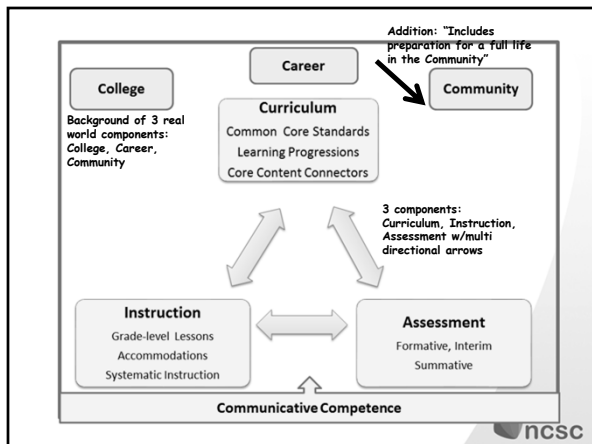 Addition: “Includes
preparation for a full life
in the Community”
Career
College
Community
Background of 3 real
world components:
College, Career,
Community
Curriculum
Common Core Standards
Learning Progressions
Core Content Connectors
3 components:
Curriculum, Instruction,
Assessment w/multi
directional arrows
Instruction
Grade-level Lessons
Accommodations
Systematic Instruction
Assessment
Formative, Interim
Summative
Communicative Competence
ncsc